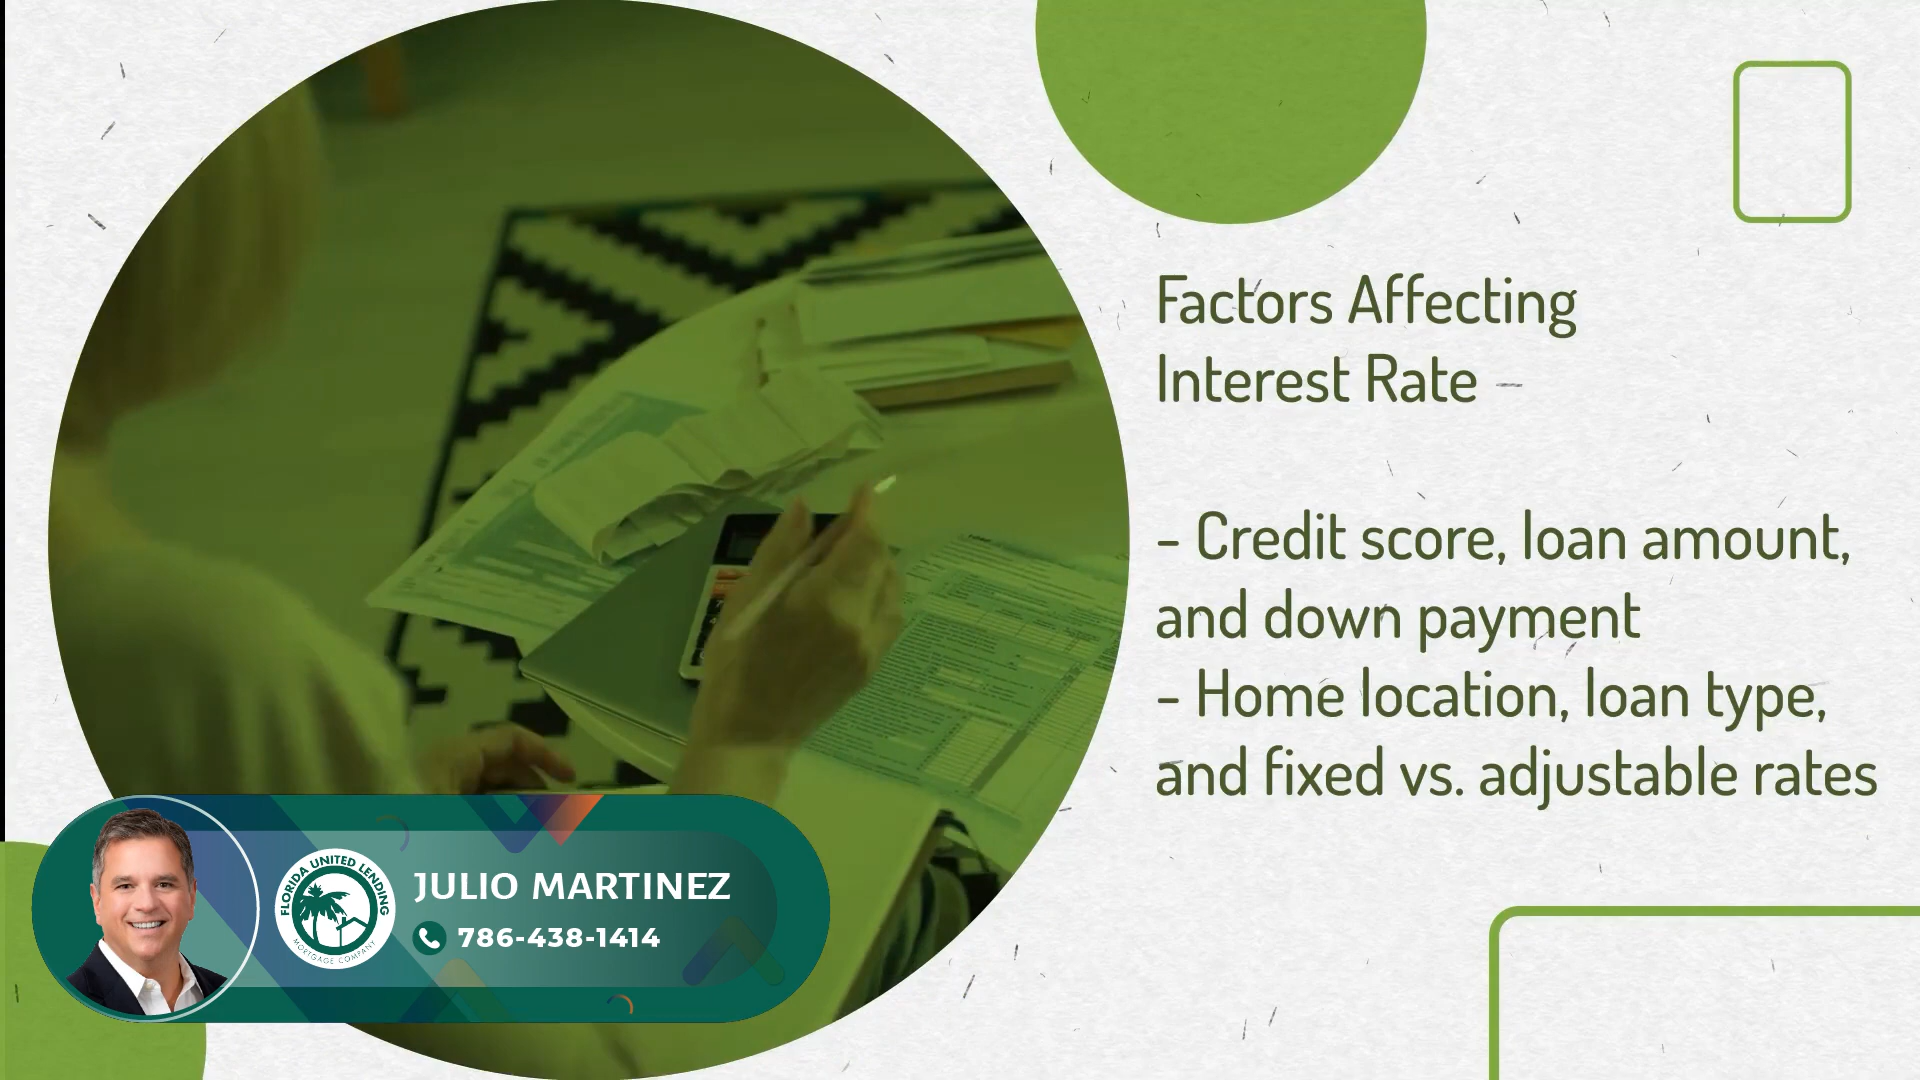 Factors Affecting
Interest Rate –
- Credit score, loan amount,
and down payment
- Home location, loan type,
and fixed vs. adjustable rates
FLORIDA UNITED LENDING
MORTGAGE COMPANY
JULIO MARTINEZ
786-438-1414